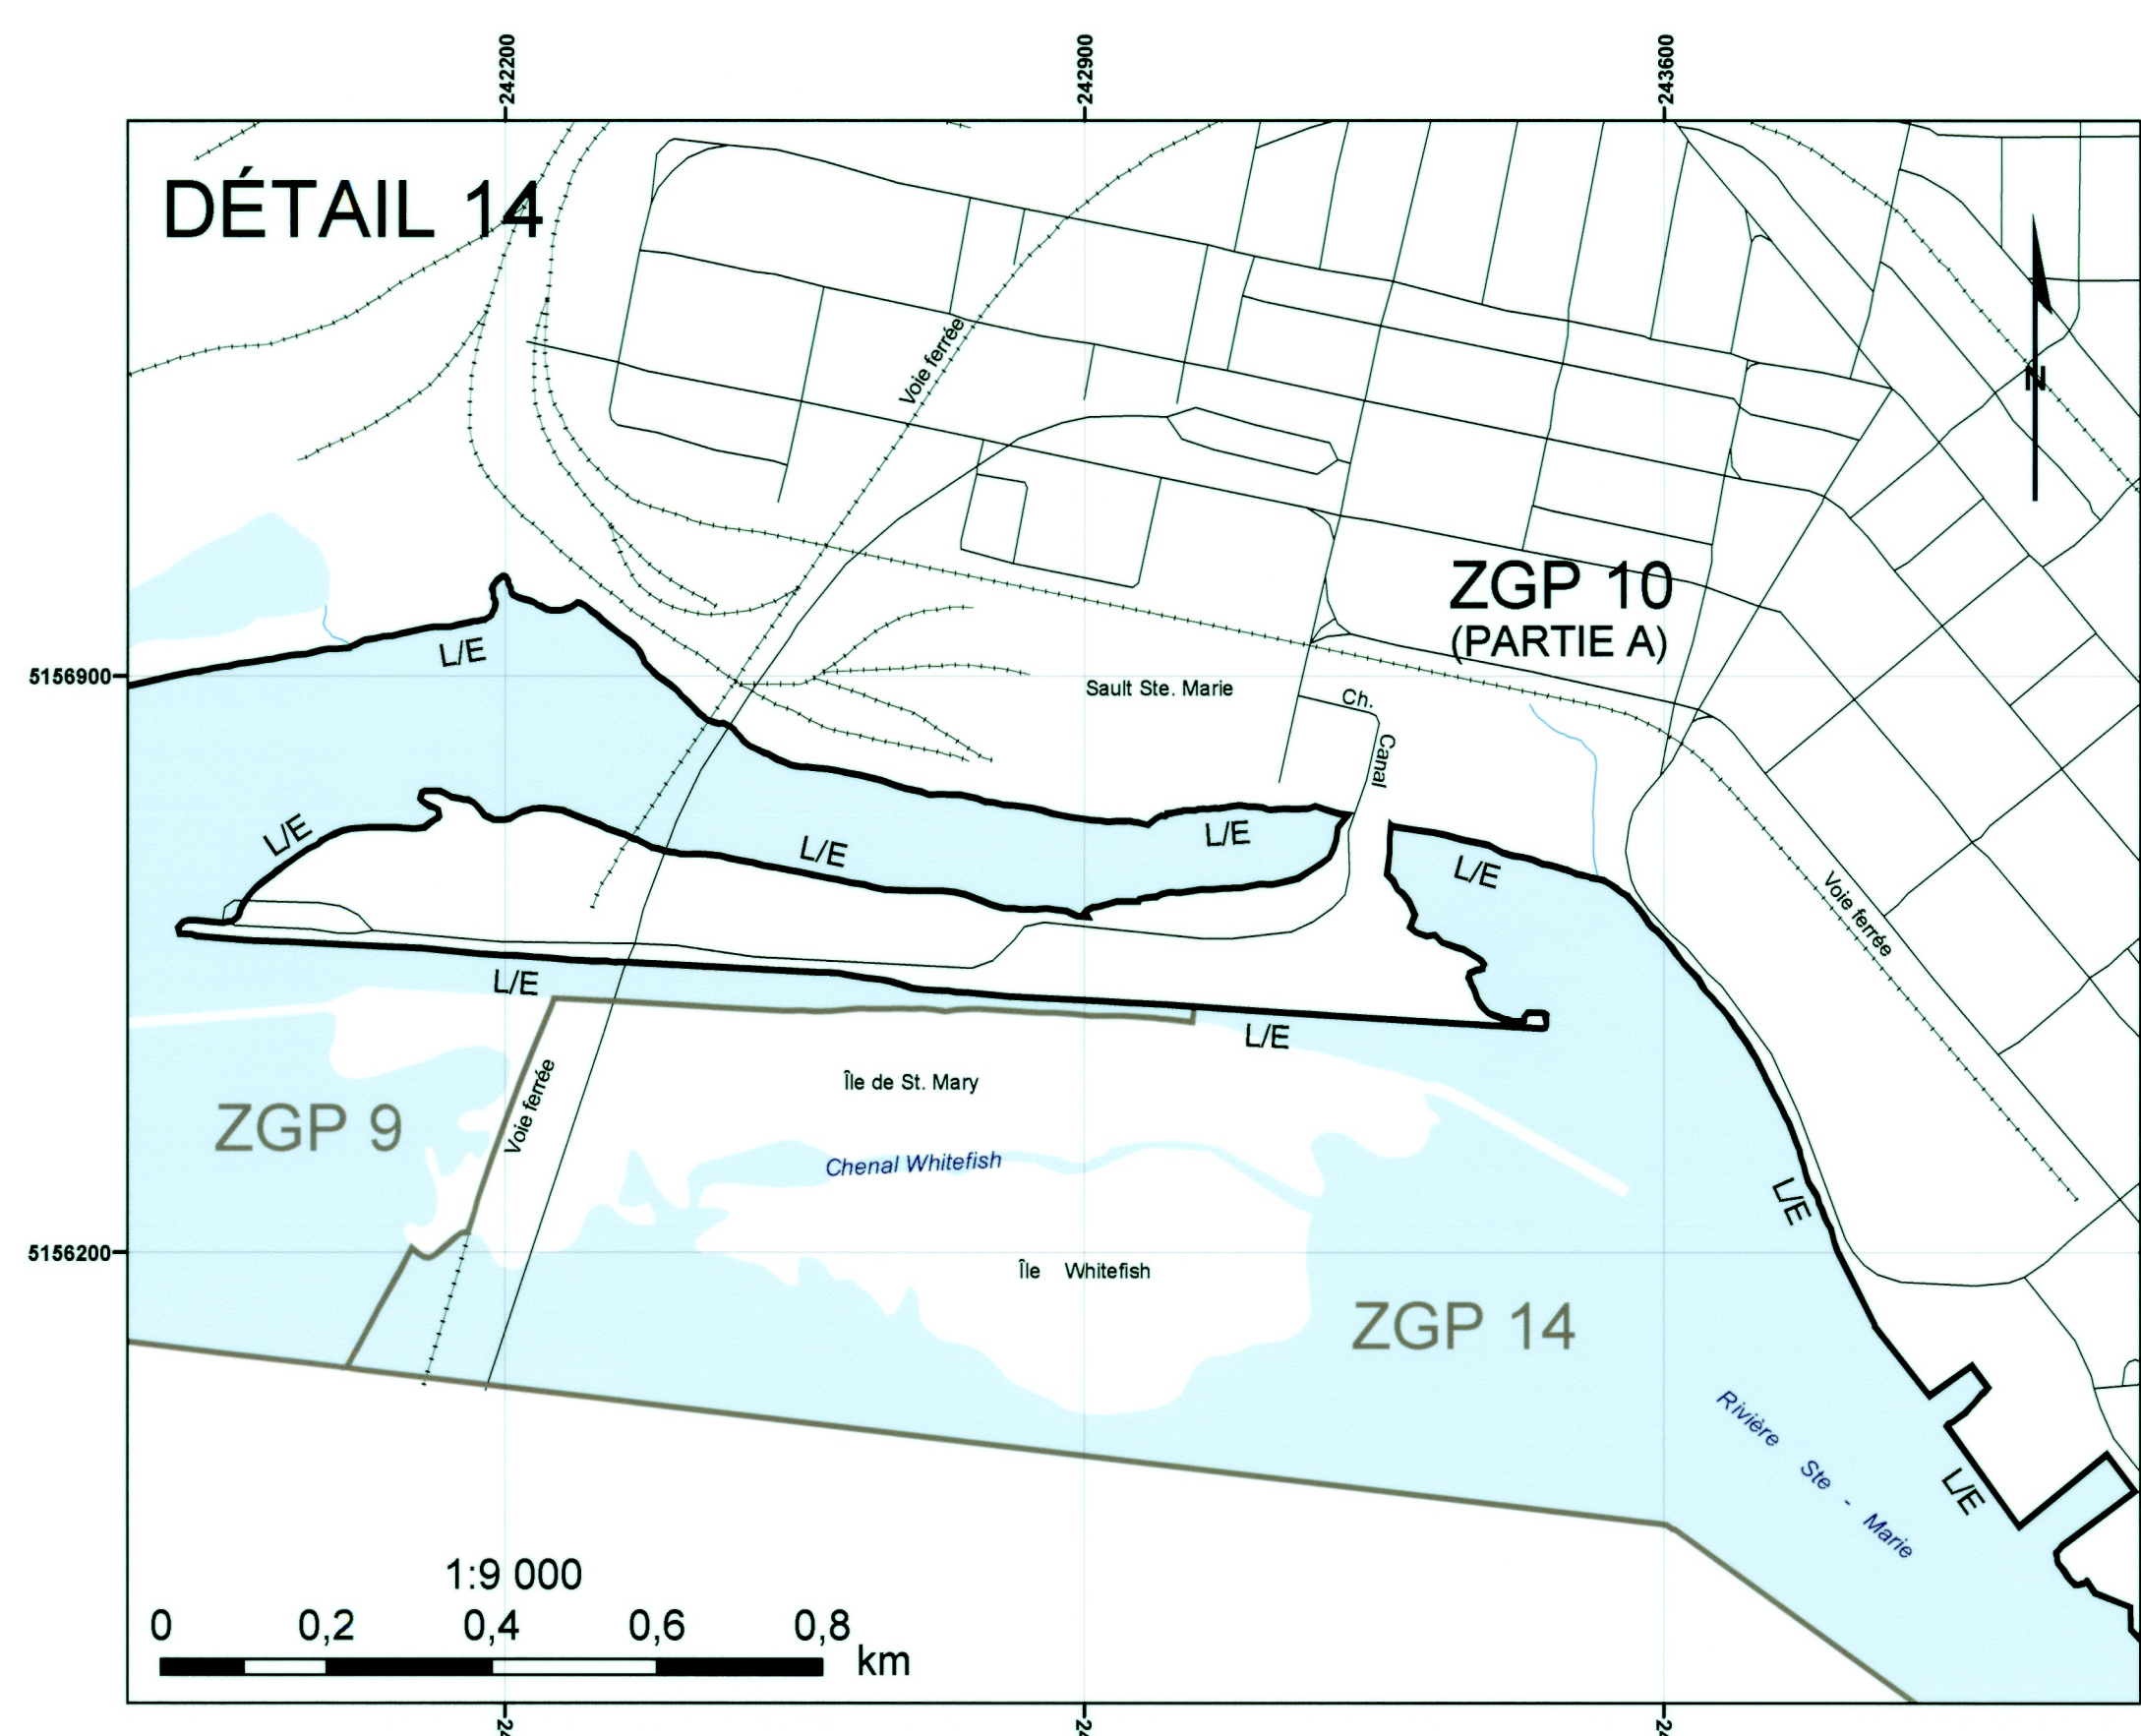 242200
242900
243600
DÉTAIL 14
N
Voie ferrée
ZGP 10
(PARTIE A)
L/E
5156900
Sault Ste. Marie
Ch.
Canal
L/E
L/E
L/E
L/E
Voie ferrée
L/E
L/E
Île de St. Mary
Voie ferrée
ZGP 9
Chenal Whitefish
L/E
5156200
Île Whitefish
ZGP 14
Rivière Ste - Marie
L/E
1:9 000
0 0,2 0,4 0,6 0,8 km